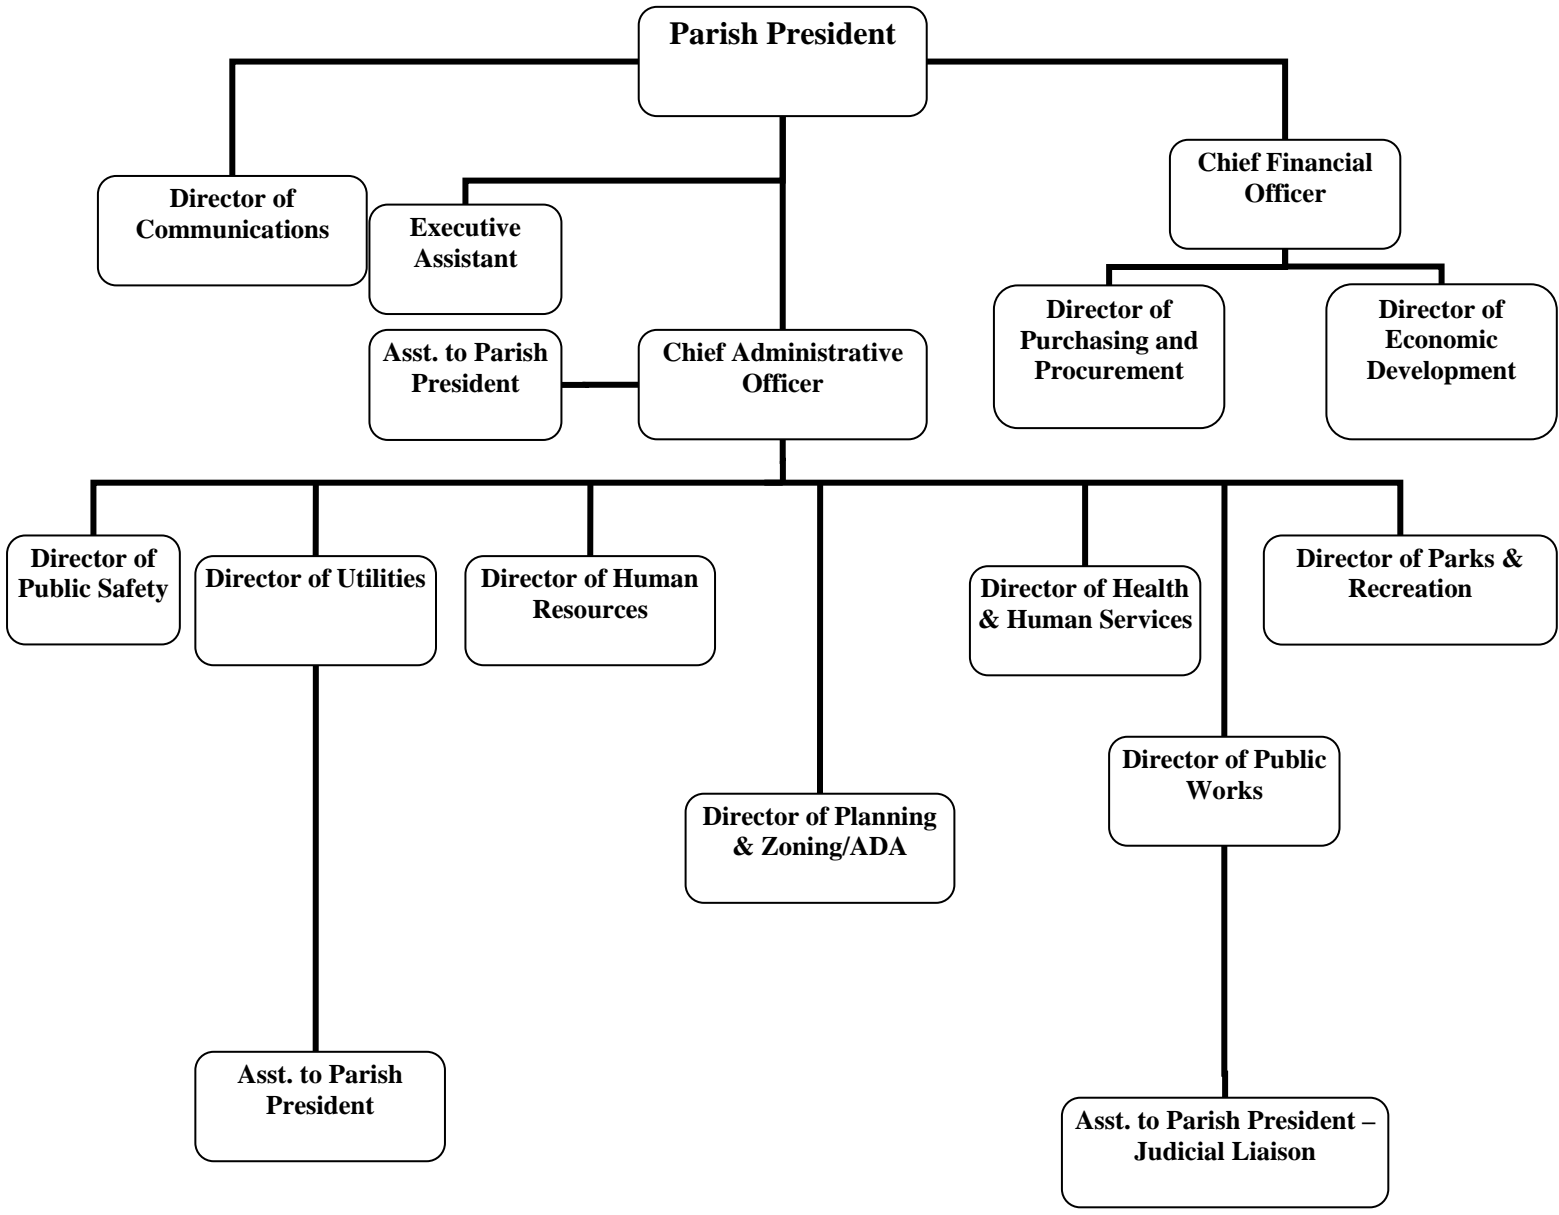 Parish President
Chief Financial
Officer
Director of
Communications
Executive
Assistant
Director of
Purchasing and
Procurement
Director of
Economic
Development
Asst. to Parish
President
Chief Administrative
Officer
Director of
Public Safety
Director of Utilities
Director of Human
Resources
Director of Health
& Human Services
Director of Parks &
Recreation
Director of Public
Works
Director of Planning
& Zoning/ADA
Asst. to Parish
President
Asst. to Parish President –
Judicial Liaison